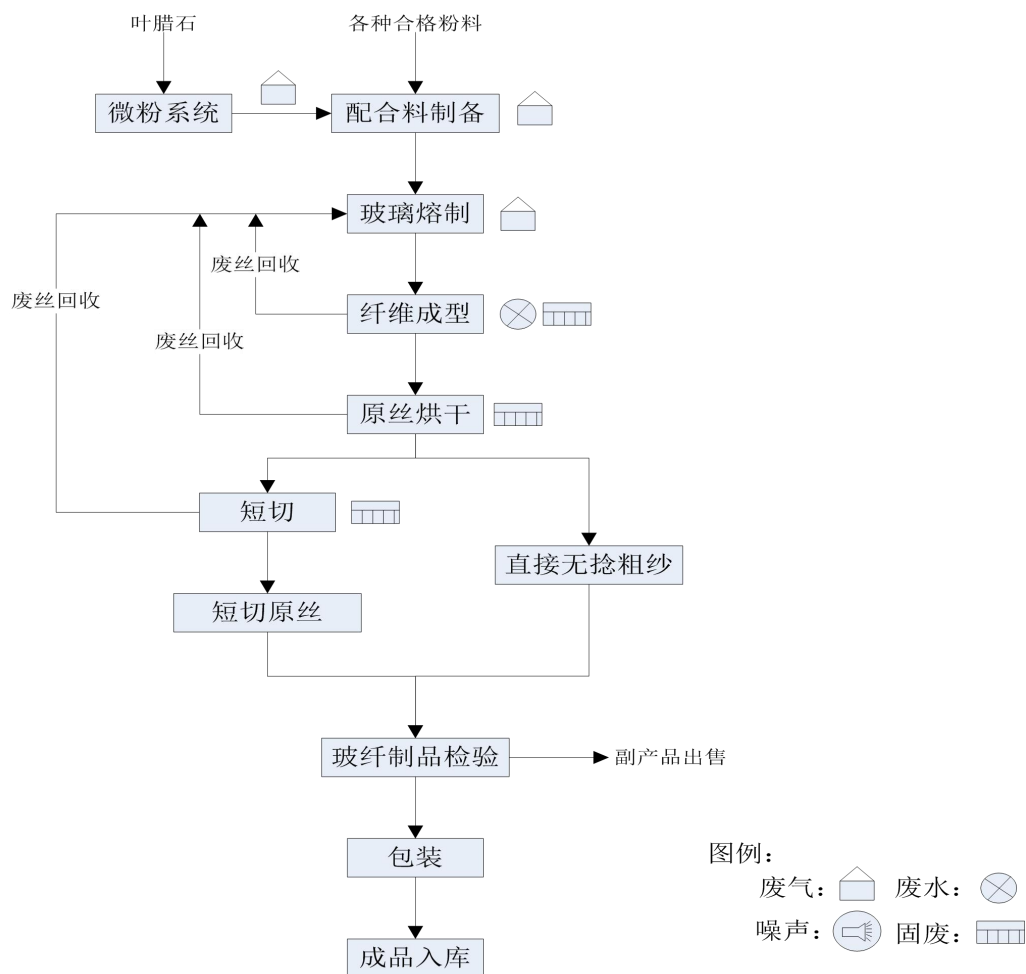 叶腊石
各种合格粉料
微粉系统
配合料制备
玻璃熔制
废丝回收
废丝回收
纤维成型
废丝回收
原丝烘干
短切
直接无捻粗纱
短切原丝
玻纤制品检验
副产品出售
包装
图例：
废气：
废水：
噪声：
固废：
成品入库